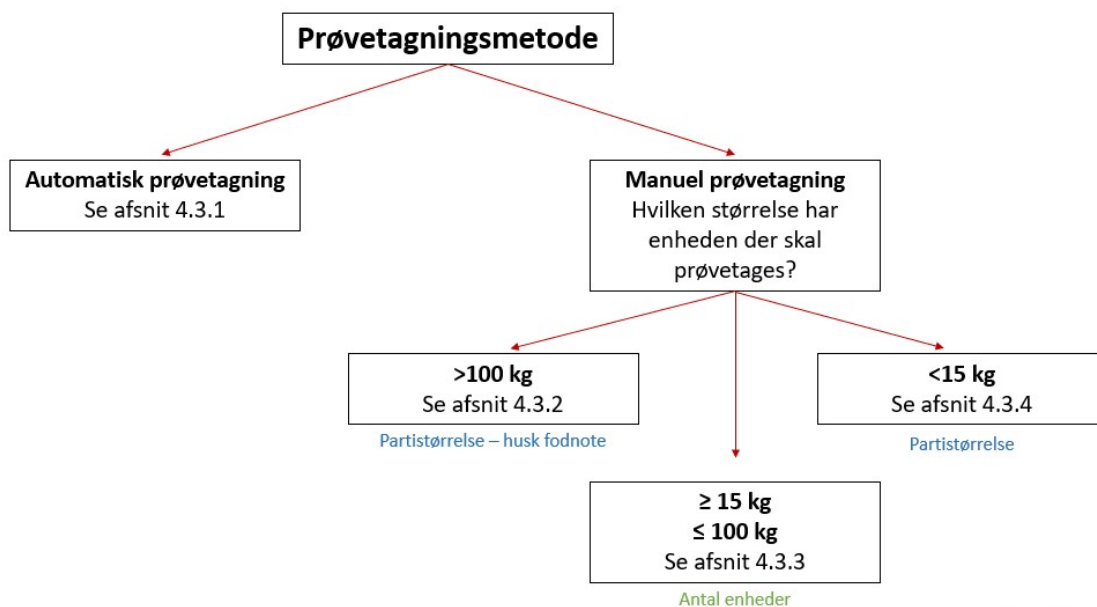 Prøvetagningsmetode
Automatisk prøvetagning
Se afsnit 4.3.1
Manuel prøvetagning
Hvilken størrelse har
enheden der skal
prøvetages?
>100 kg
Se afsnit 4.3.2
Partistørrelse – husk fodnote
<15 kg
Se afsnit 4.3.4
Partistørrelse
≥ 15 kg
≤ 100 kg
Se afsnit 4.3.3
Antal enheder